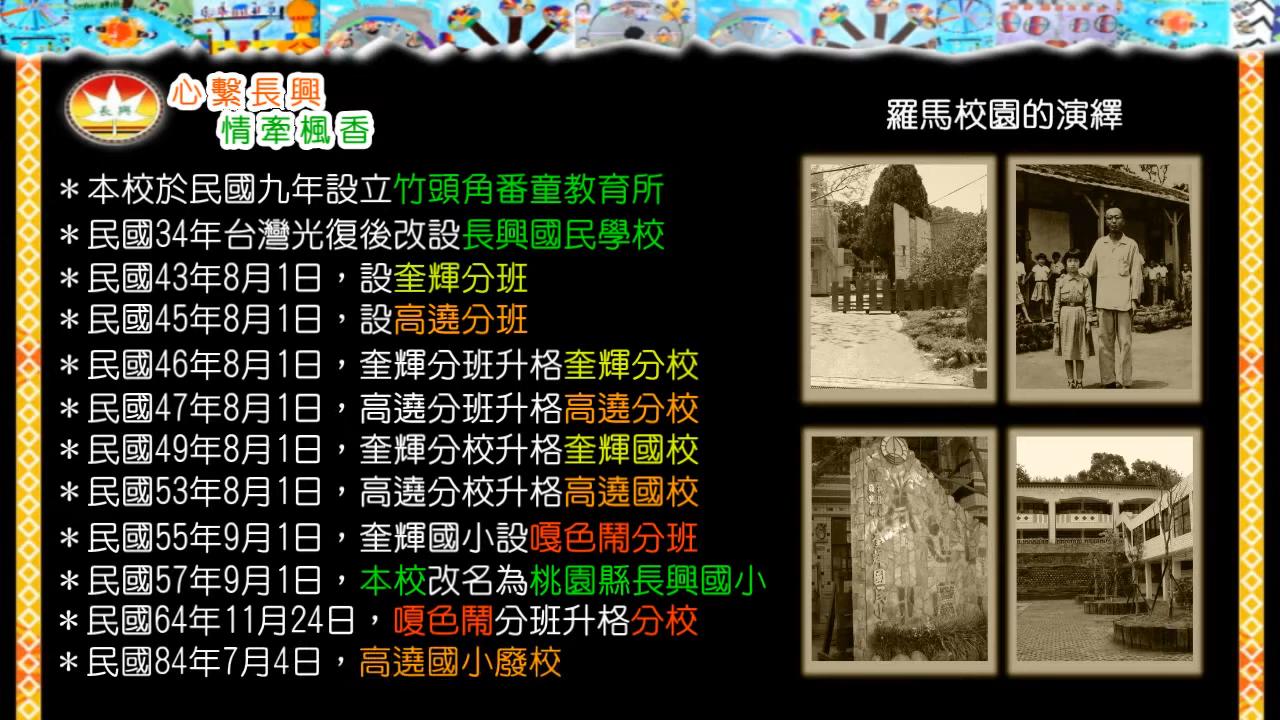 長興
心繫長興
情牽楓香
羅馬校園的演繹
＊本校於民國九年設立竹頭角番童教育所
＊民國34年台灣光復後改設長興國民學校
＊民國43年8月1日，設奎輝分班
＊民國45年8月1日，設高遶分班
＊民國46年8月1日，奎輝分班升格奎輝分校
＊民國47年8月1日，高遶分班升格高遶分校
＊民國49年8月1日，奎輝分校升格奎輝國校
＊民國53年8月1日，高遶分校升格高遶國校
＊民國55年9月1日，奎輝國小設嘎色鬧分班
＊民國57年9月1日，本校改名為桃園縣長興國小
＊民國64年11月24日，嘎色鬧分班升格分校
＊民國84年7月4日，高遶國小廢校